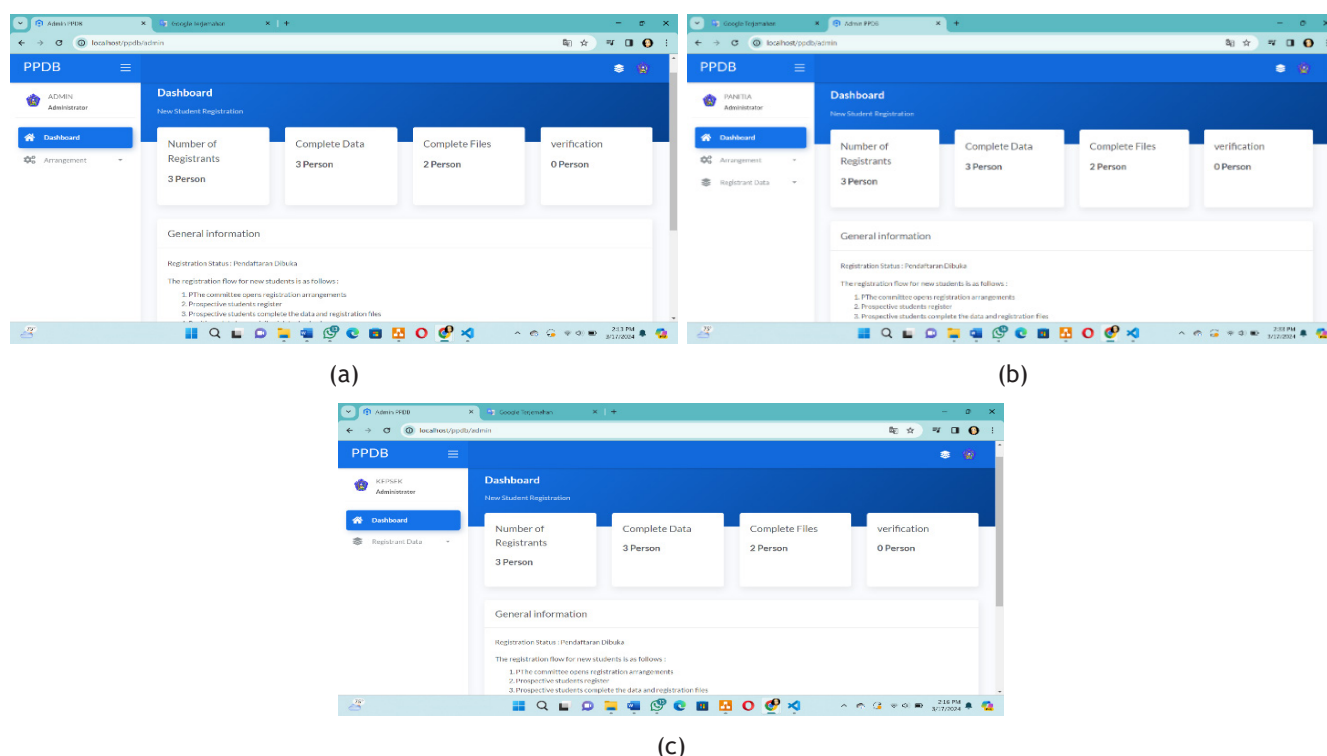 Admin PPDB
Google Terjemahan
localhost/ppdb/admin
PPDB
ADMIN
Administrator
Dashboard
Arrangement
Dashboard
New Student Registration
Number of
Registrants
3 Person
Complete Data
3 Person
Complete Files
2 Person
verification
0 Person
General information
Registration Status : Pendaftaran Dibuka
The registration flow for new students is as follows :
1. PThe committee opens registration arrangements
2. Prospective students register
3. Prospective students complete the data and registration files
2:13 PM
3/17/2024
(a)
Google Terjemahan
Admin PPDB
localhost/ppdb/admin
PPDB
PANITIA
Administrator
Dashboard
Arrangement
Registrant Data
Dashboard
New Student Registration
Number of
Registrants
3 Person
Complete Data
3 Person
Complete Files
2 Person
verification
0 Person
General information
Registration Status : Pendaftaran Dibuka
The registration flow for new students is as follows :
1. PThe committee opens registration arrangements
2. Prospective students register
3. Prospective students complete the data and registration files
3/17/2024
(b)
Admin PPDB
Google Terjemahan
localhost/ppdb/admin
PPDB
KEPSEK
Administrator
Dashboard
Registrant Data
Dashboard
New Student Registration
Number of
Registrants
3 Person
Complete Data
3 Person
Complete Files
2 Person
verification
0 Person
General information
Registration Status : Pendaftaran Dibuka
The registration flow for new students is as follows :
1. PThe committee opens registration arrangements
2. Prospective students register
3. Prospective students complete the data and registration files
2:16 PM
3/17/2024
(c)